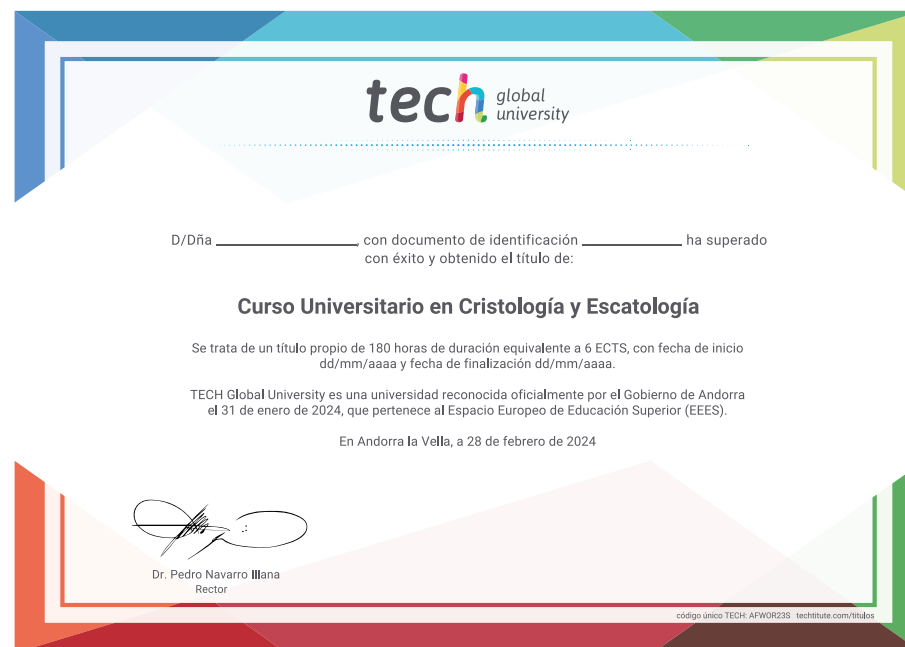 tech global
university
D/Dña ____________, con documento de identificación ____________ ha superado
con éxito y obtenido el título de:
Curso Universitario en Cristología y Escatología
Se trata de un título propio de 180 horas de duración equivalente a 6 ECTS, con fecha de inicio
dd/mm/aaaa y fecha de finalización dd/mm/aaaa.
TECH Global University es una universidad reconocida oficialmente por el Gobierno de Andorra
el 31 de enero de 2024, que pertenece al Espacio Europeo de Educación Superior (EEES).
En Andorra la Vella, a 28 de febrero de 2024
Dr. Pedro Navarro Illana
Rector
código único TECH: AFWOR23S techtitute.com/titulos